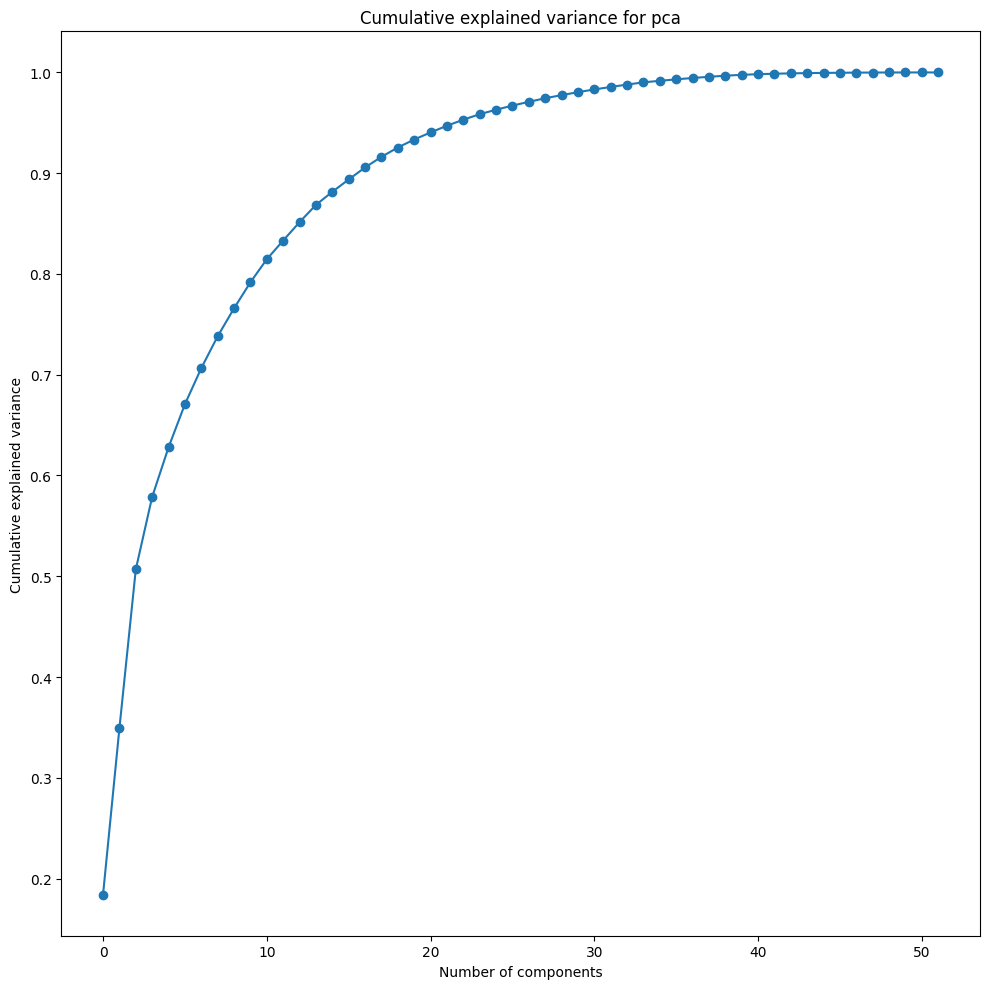 Cumulative explained variance for pca
1.0
0.9
0.8
0.7
0.6
0.5
0.4
0.3
0.2
Cumulative explained variance
0 10 20 30 40 50
Number of components